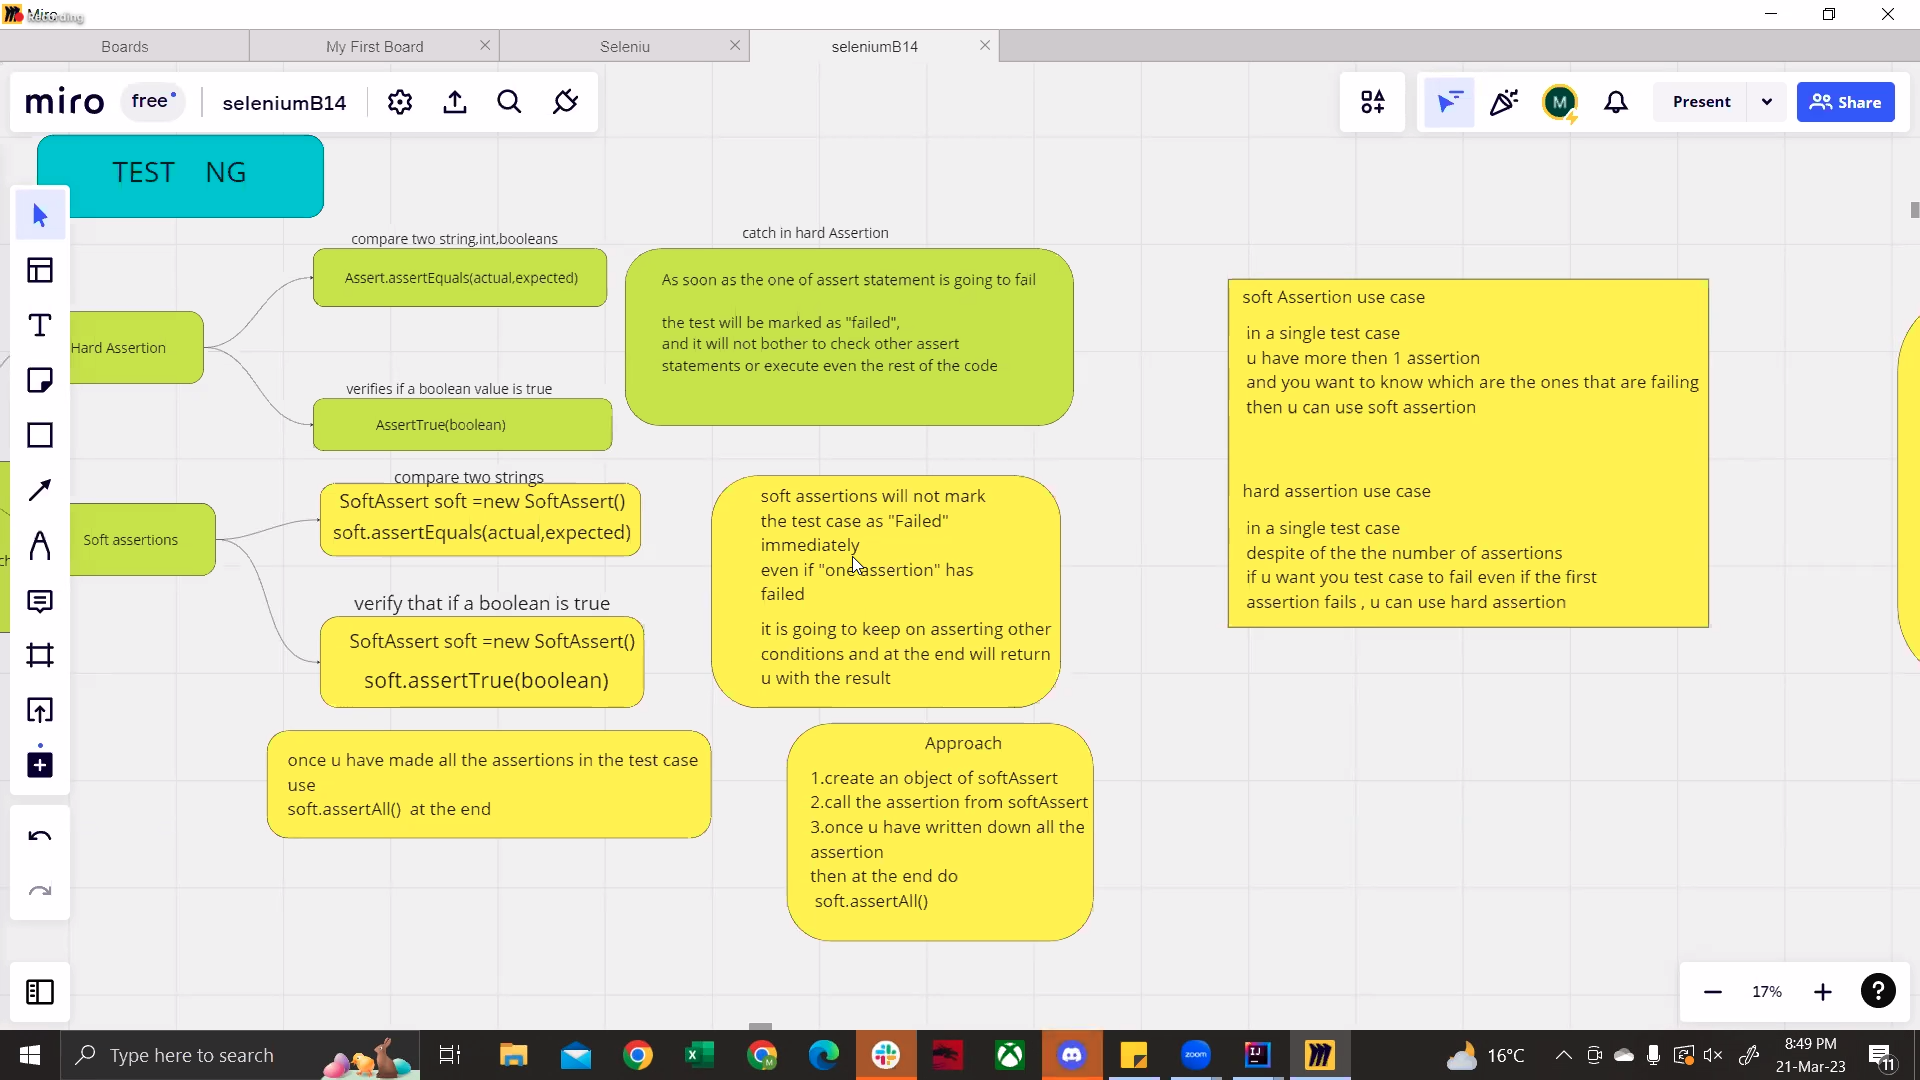 Miro
Recording
Boards
My First Board
Seleniu
seleniumB14
miro
free
seleniumB14
Present
M
Share
TEST NG
compare two string,int,booleans
Assert.assertEquals(actual,expected)
catch in hard Assertion
As soon as the one of assert statement is going to fail
the test will be marked as "failed",
and it will not bother to check other assert
statements or execute even the rest of the code
Hard Assertion
verifies if a boolean value is true
AssertTrue(boolean)
soft Assertion use case
in a single test case
u have more then 1 assertion
and you want to know which are the ones that are failing
then u can use soft assertion
hard assertion use case
in a single test case
despite of the the number of assertions
if u want you test case to fail even if the first
assertion fails , u can use hard assertion
compare two strings
SoftAssert soft =new SoftAssert()
soft.assertEquals(actual,expected)
Soft assertions
verify that if a boolean is true
SoftAssert soft =new SoftAssert()
soft.assertTrue(boolean)
soft assertions will not mark
the test case as "Failed"
immediately
even if "one assertion" has
failed
it is going to keep on asserting other
conditions and at the end will return
u with the result
once u have made all the assertions in the test case
use
soft.assertAll() at the end
Approach
1.create an object of softAssert
2.call the assertion from softAssert
3.once u have written down all the
assertion
then at the end do
soft.assertAll()
17%
?
Type here to search
zoom
16°C
8:49 PM
21-Mar-23
11